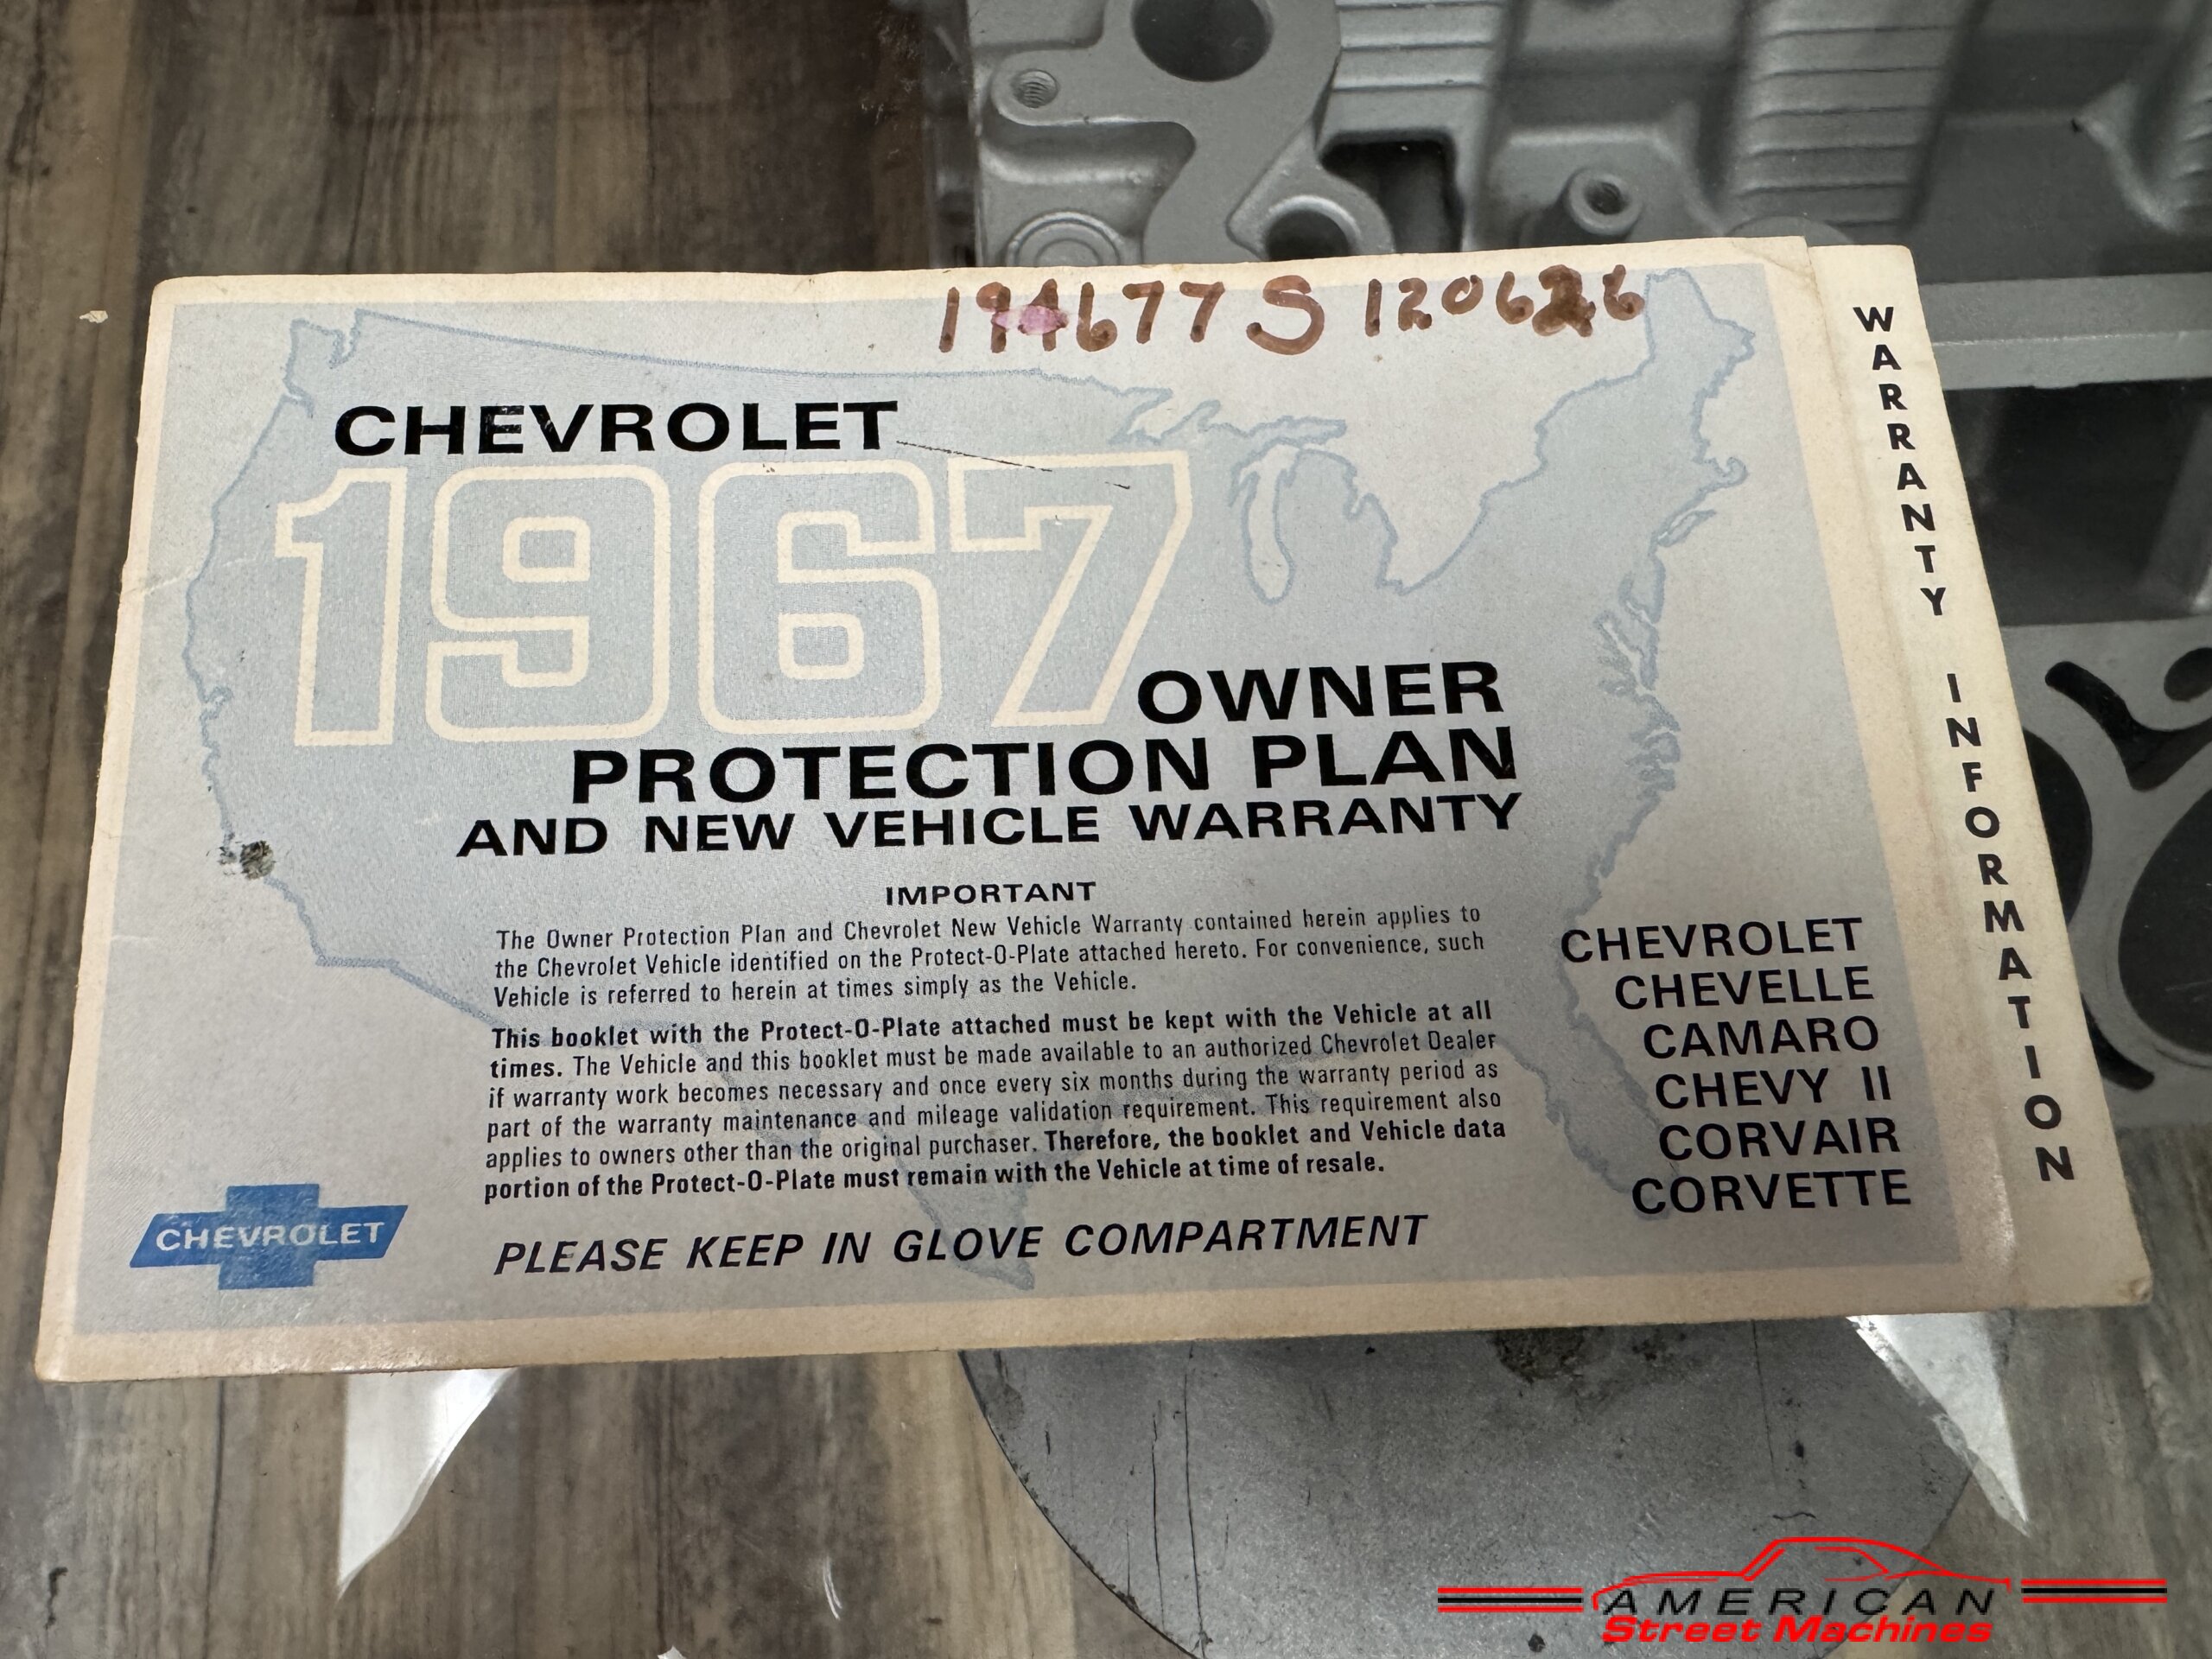 194677 S 120626
CHEVROLET
1967
OWNER
PROTECTION PLAN
AND NEW VEHICLE WARRANTY
IMPORTANT
The Owner Protection Plan and Chevrolet New Vehicle Warranty contained herein applies to
the Chevrolet Vehicle identified on the Protect-O-Plate attached hereto. For convenience, such
Vehicle is referred to herein at times simply as the Vehicle.
This booklet with the Protect-O-Plate attached must be kept with the Vehicle at all
times. The Vehicle and this booklet must be made available to an authorized Chevrolet Dealer
if warranty work becomes necessary and once every six months during the warranty period as
part of the warranty maintenance and mileage validation requirement. This requirement also
applies to owners other than the original purchaser. Therefore, the booklet and Vehicle data
portion of the Protect-O-Plate must remain with the Vehicle at time of resale.
PLEASE KEEP IN GLOVE COMPARTMENT
CHEVROLET
CHEVROLET
CHEVELLE
CAMARO
CHEVY II
CORVAIR
CORVETTE
WARRANTY INFORMATION
AMERICAN
Street Machines